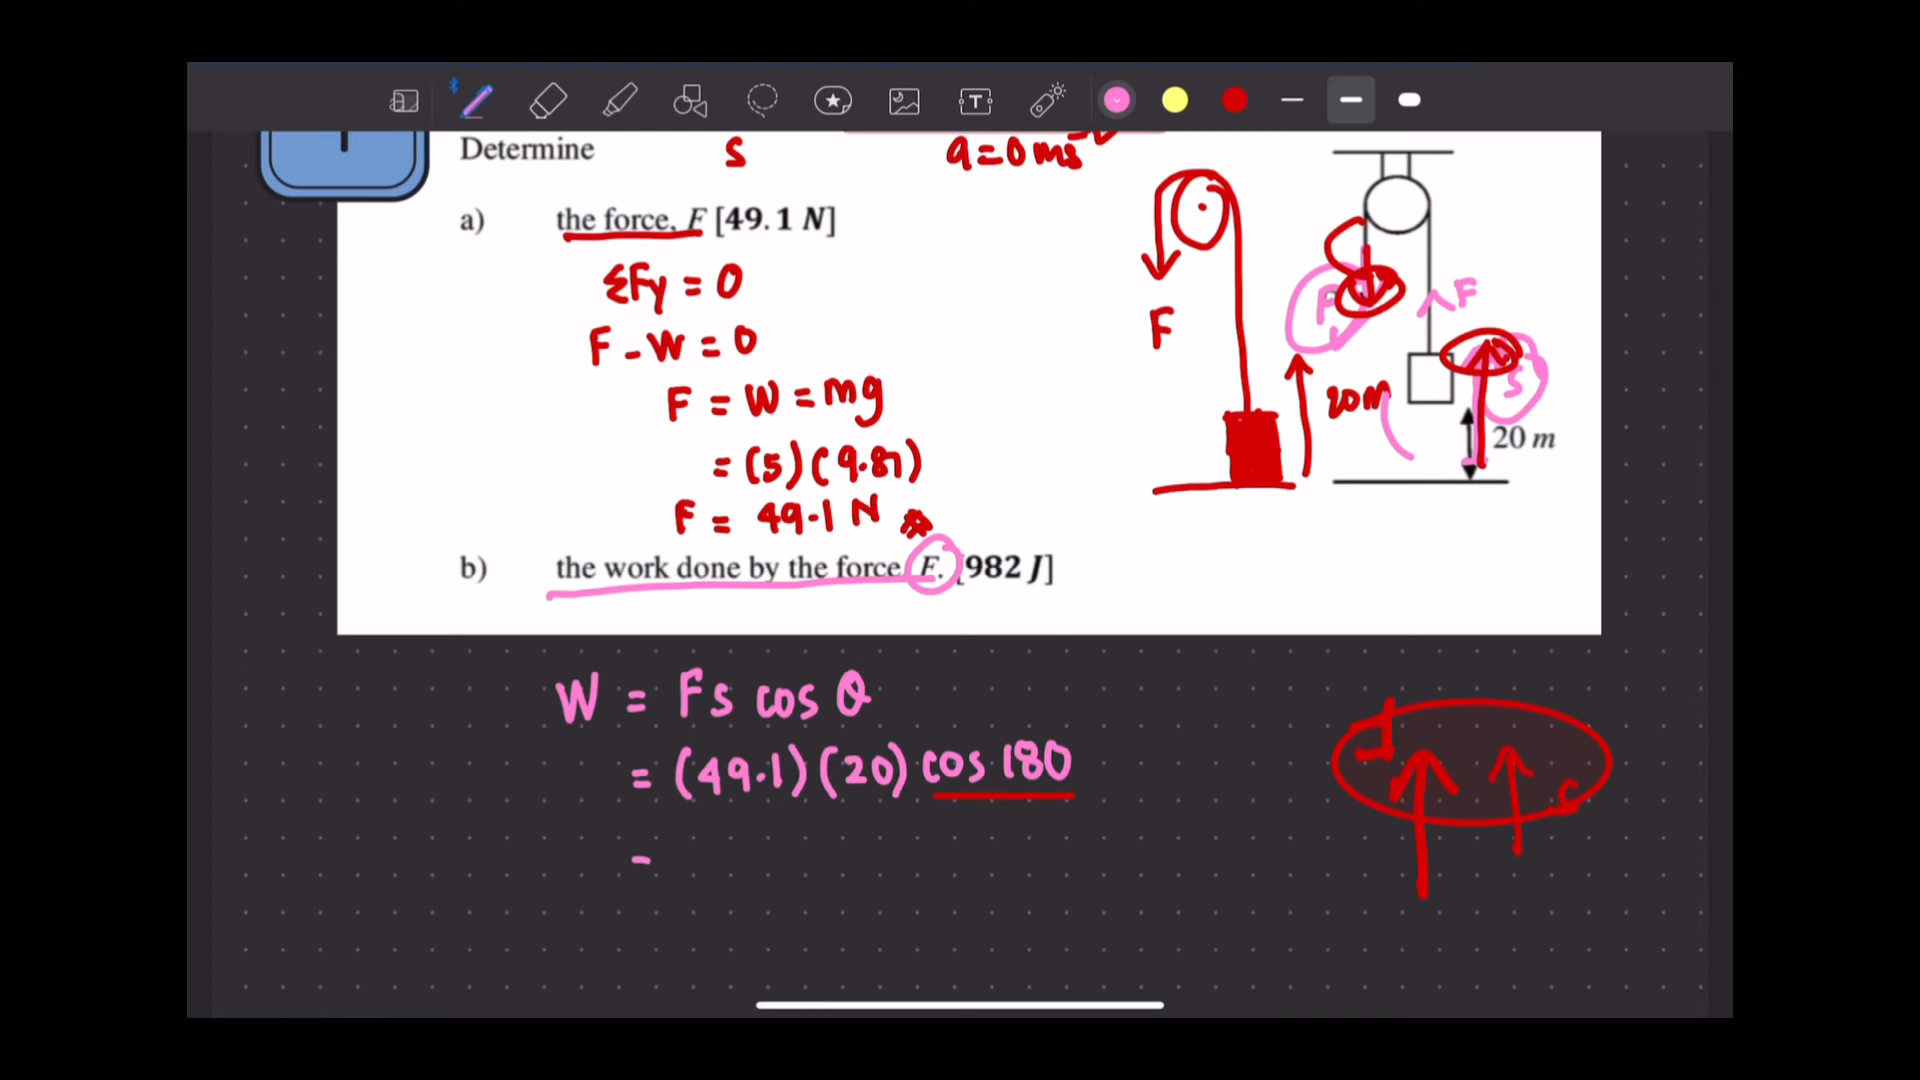 Determine
s
a = 0 ms⁻²
a) the force, F [49.1 N]
ΣFy = 0
F - W = 0
F = W = mg
= (5)(9.81)
F = 49.1 N
F
20m
F
F
S
20 m
b) the work done by the force F. [982 J]
W = Fs cos θ
= (49.1)(20) cos 180